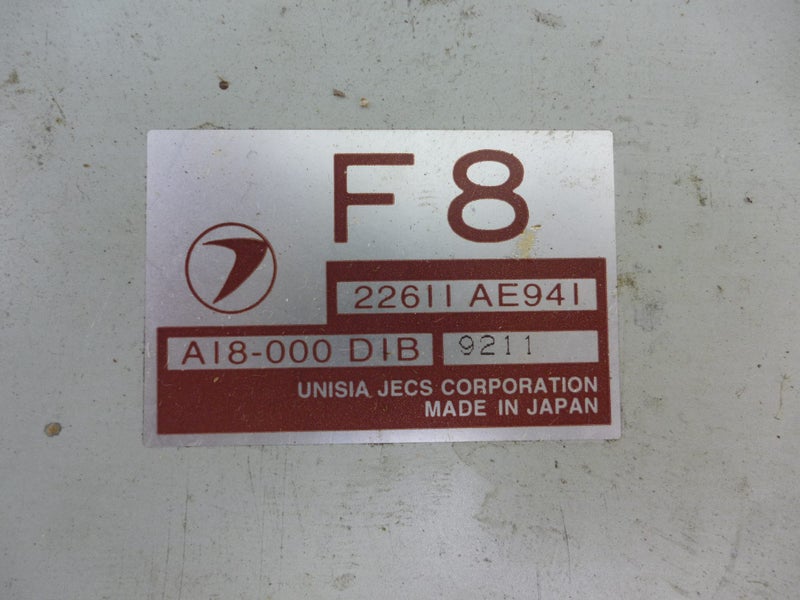 F8
22611 AE941
A18-000 D1B 9211
UNISIA JECS CORPORATION
MADE IN JAPAN